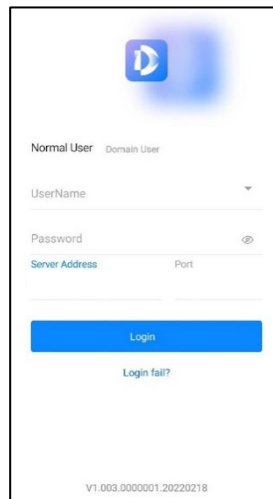 Normal User Domain User
UserName
Password
Server Address Port
Login
Login fail?
V1.003.0000001.20220218